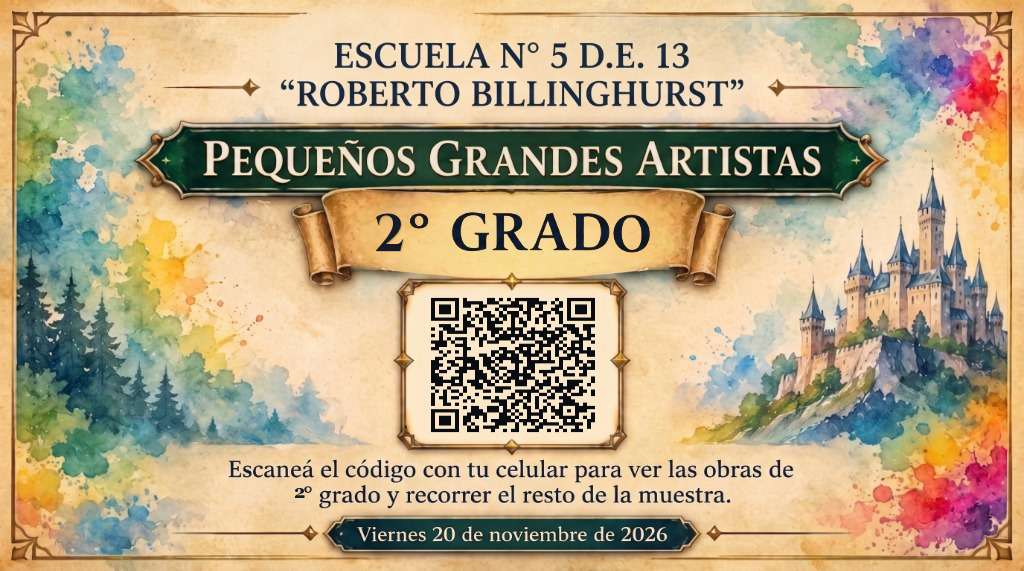 ESCUELA N° 5 D.E. 13
“ROBERTO BILLINGHURST”
PEQUEÑOS GRANDES ARTISTAS
2° GRADO
Escaneá el código con tu celular para ver las obras de
2° grado y recorrer el resto de la muestra.
Viernes 20 de noviembre de 2026